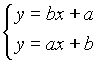 y = bx + a
y = ax + b